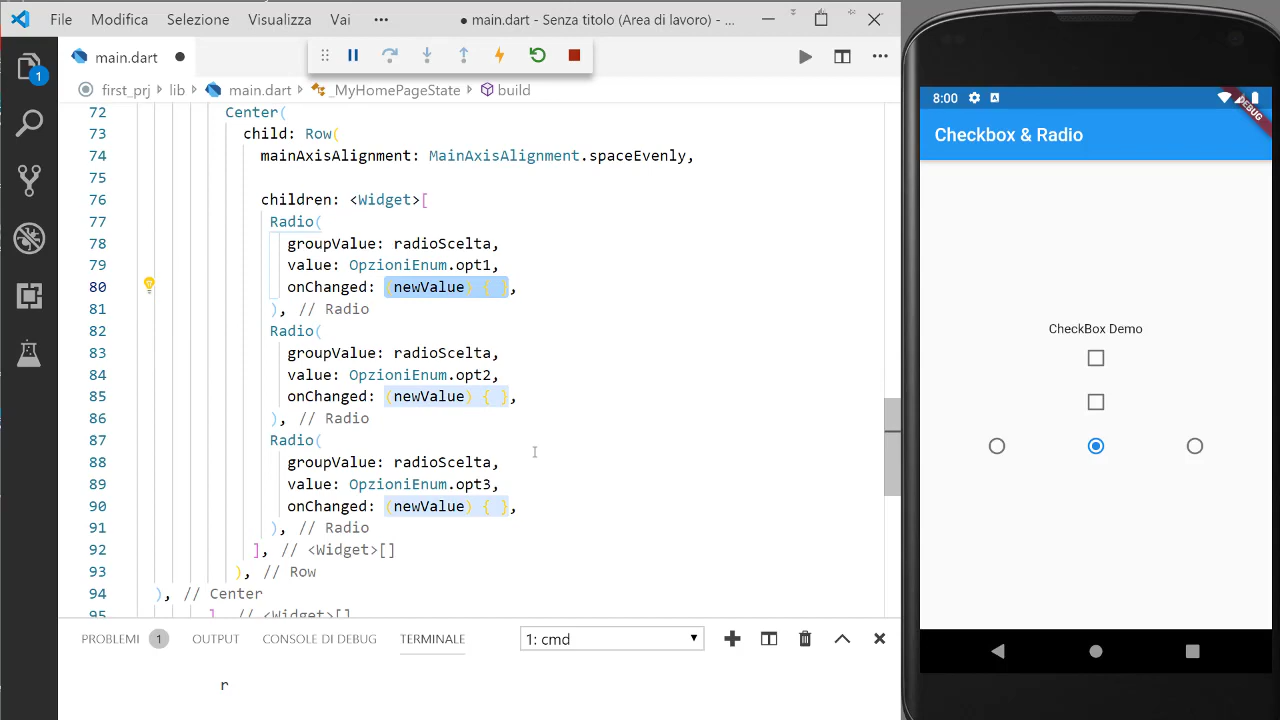 File Modifica Selezione Visualizza Vai ••• ● main.dart - Senza titolo (Area di lavoro) - ...
main.dart ●
1
first_prj › lib › main.dart › _MyHomePageState › build
72 Center(
73 child: Row(
74 mainAxisAlignment: MainAxisAlignment.spaceEvenly,
75
76 children: <Widget>[
77 Radio(
78 groupValue: radioScelta,
79 value: OpzioniEnum.opt1,
80 onChanged: (newValue) { },
81 ), // Radio
82 Radio(
83 groupValue: radioScelta,
84 value: OpzioniEnum.opt2,
85 onChanged: (newValue) { },
86 ), // Radio
87 Radio(
88 groupValue: radioScelta,
89 value: OpzioniEnum.opt3,
90 onChanged: (newValue) { },
91 ), // Radio
92 ], // <Widget>[]
93 ), // Row
94 ), // Center
95 ], // <Widget>[]
PROBLEMI 1 OUTPUT CONSOLE DI DEBUG TERMINALE 1: cmd
r
8:00 A
DEBUG
Checkbox & Radio
CheckBox Demo